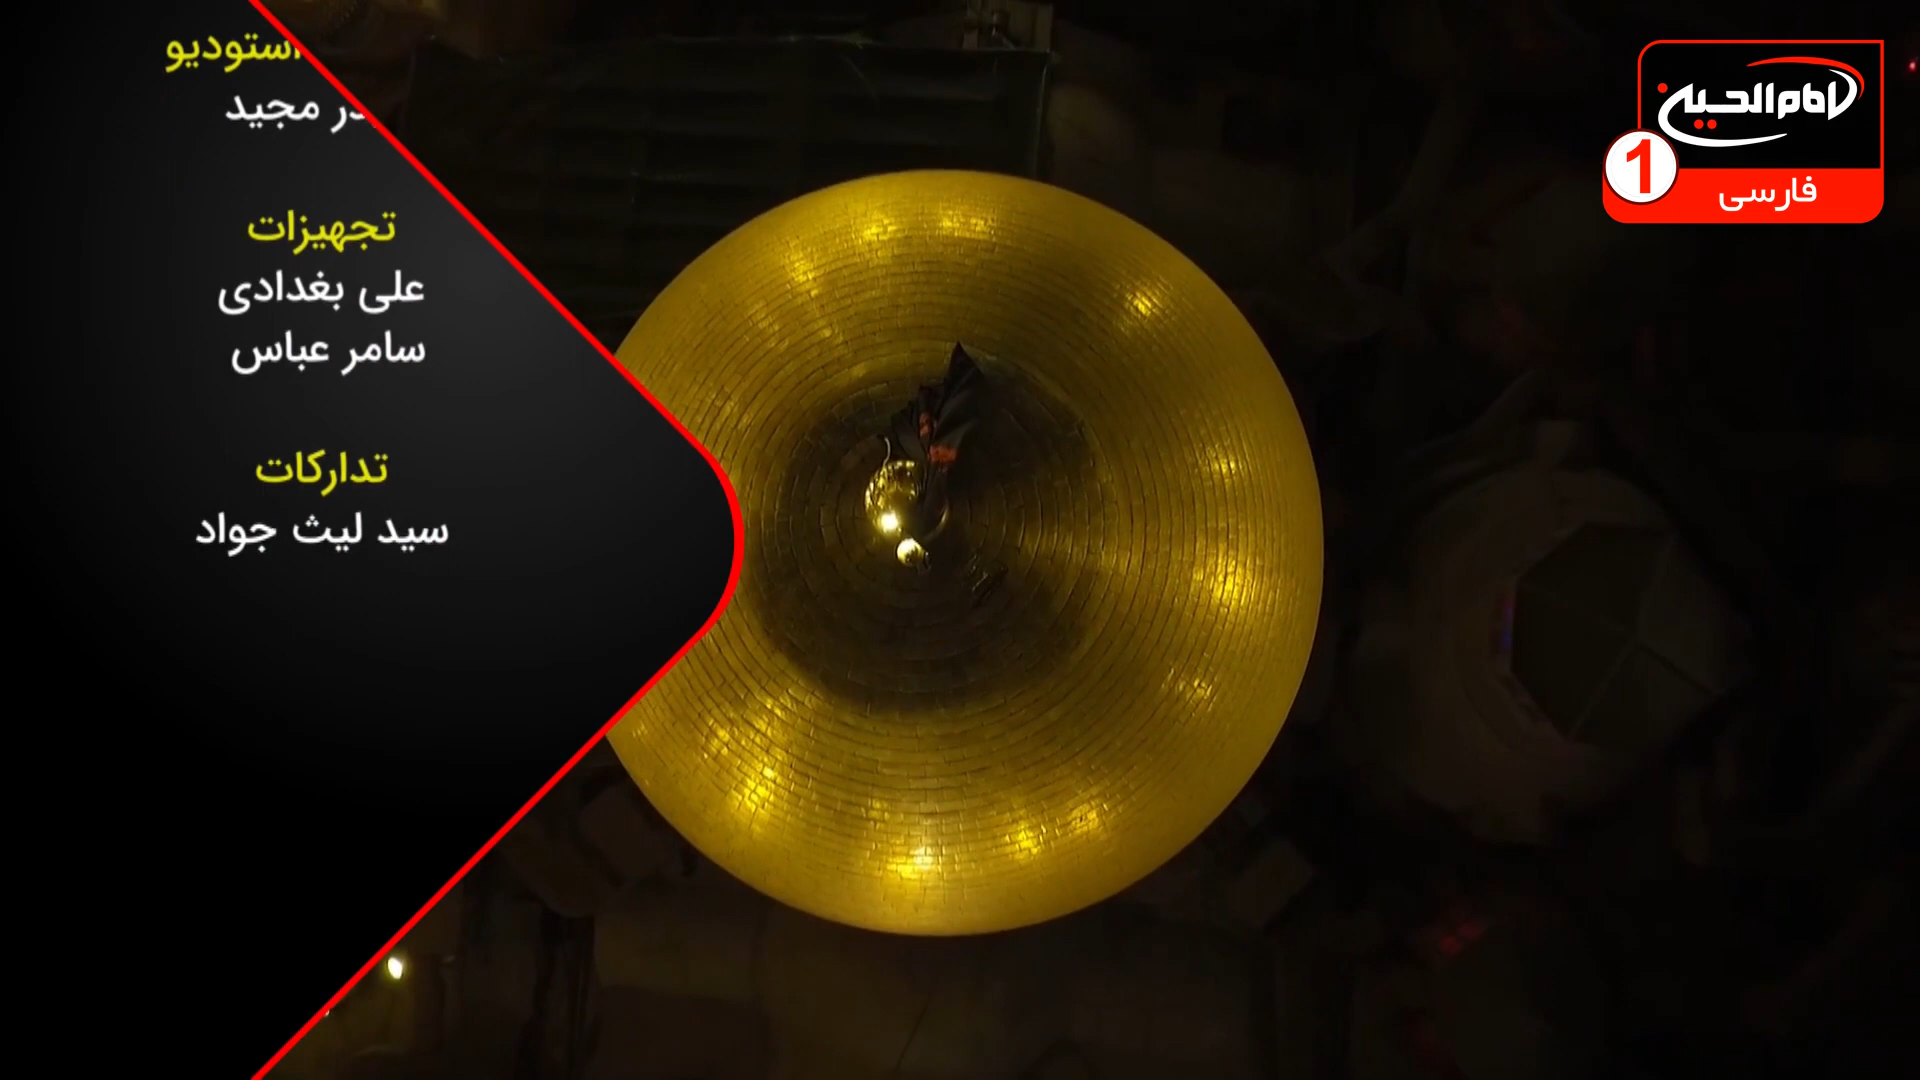 استودیو
مجید
تجهیزات
علی بغدادی
سامر عباس
تدارکات
سید لیث جواد
امام الحسین
1
فارسی